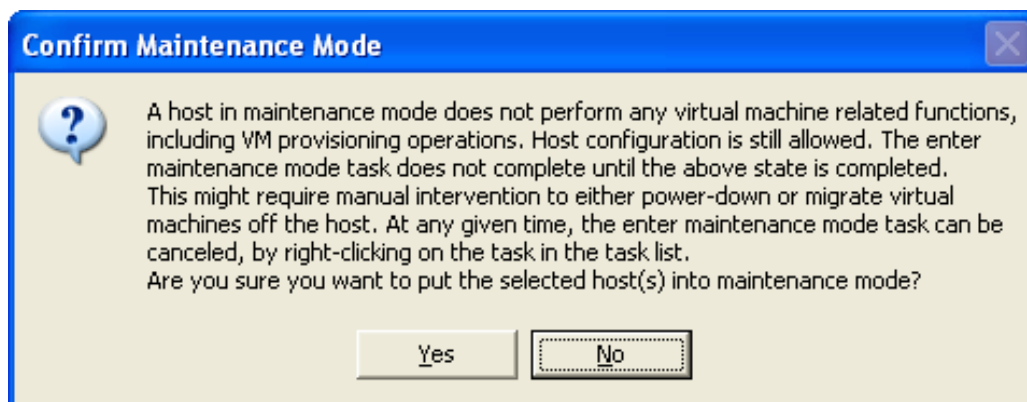 Confirm Maintenance Mode
A host in maintenance mode does not perform any virtual machine related functions,
including VM provisioning operations. Host configuration is still allowed. The enter
maintenance mode task does not complete until the above state is completed.
This might require manual intervention to either power-down or migrate virtual
machines off the host. At any given time, the enter maintenance mode task can be
canceled, by right-clicking on the task in the task list.
Are you sure you want to put the selected host(s) into maintenance mode?
Yes No